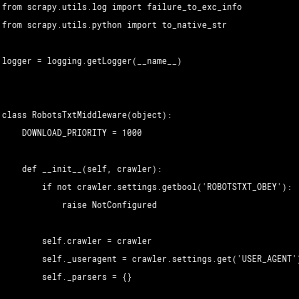 from scrapy.utils.log import failure_to_exc_info
from scrapy.utils.python import to_native_str
logger = logging.getLogger(__name__)
class RobotsTxtMiddleware(object):
    DOWNLOAD_PRIORITY = 1000
    def __init__(self, crawler):
        if not crawler.settings.getbool('ROBOTSTXT_OBEY'):
            raise NotConfigured
        self.crawler = crawler
        self._useragent = crawler.settings.get('USER_AGENT')
        self._parsers = {}